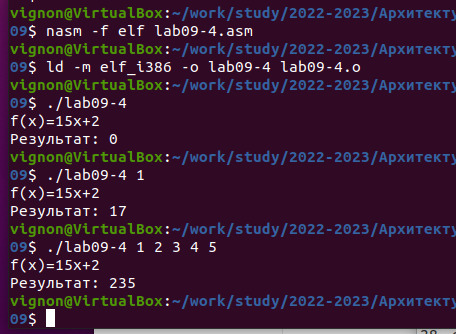 vignon@VirtualBox:~/work/study/2022-2023/Архитекту
09$ nasm -f elf lab09-4.asm
vignon@VirtualBox:~/work/study/2022-2023/Архитекту
09$ ld -m elf_i386 -o lab09-4 lab09-4.o
vignon@VirtualBox:~/work/study/2022-2023/Архитекту
09$ ./lab09-4
f(x)=15x+2
Результат: 0
vignon@VirtualBox:~/work/study/2022-2023/Архитекту
09$ ./lab09-4 1
f(x)=15x+2
Результат: 17
vignon@VirtualBox:~/work/study/2022-2023/Архитекту
09$ ./lab09-4 1 2 3 4 5
f(x)=15x+2
Результат: 235
vignon@VirtualBox:~/work/study/2022-2023/Архитекту
09$